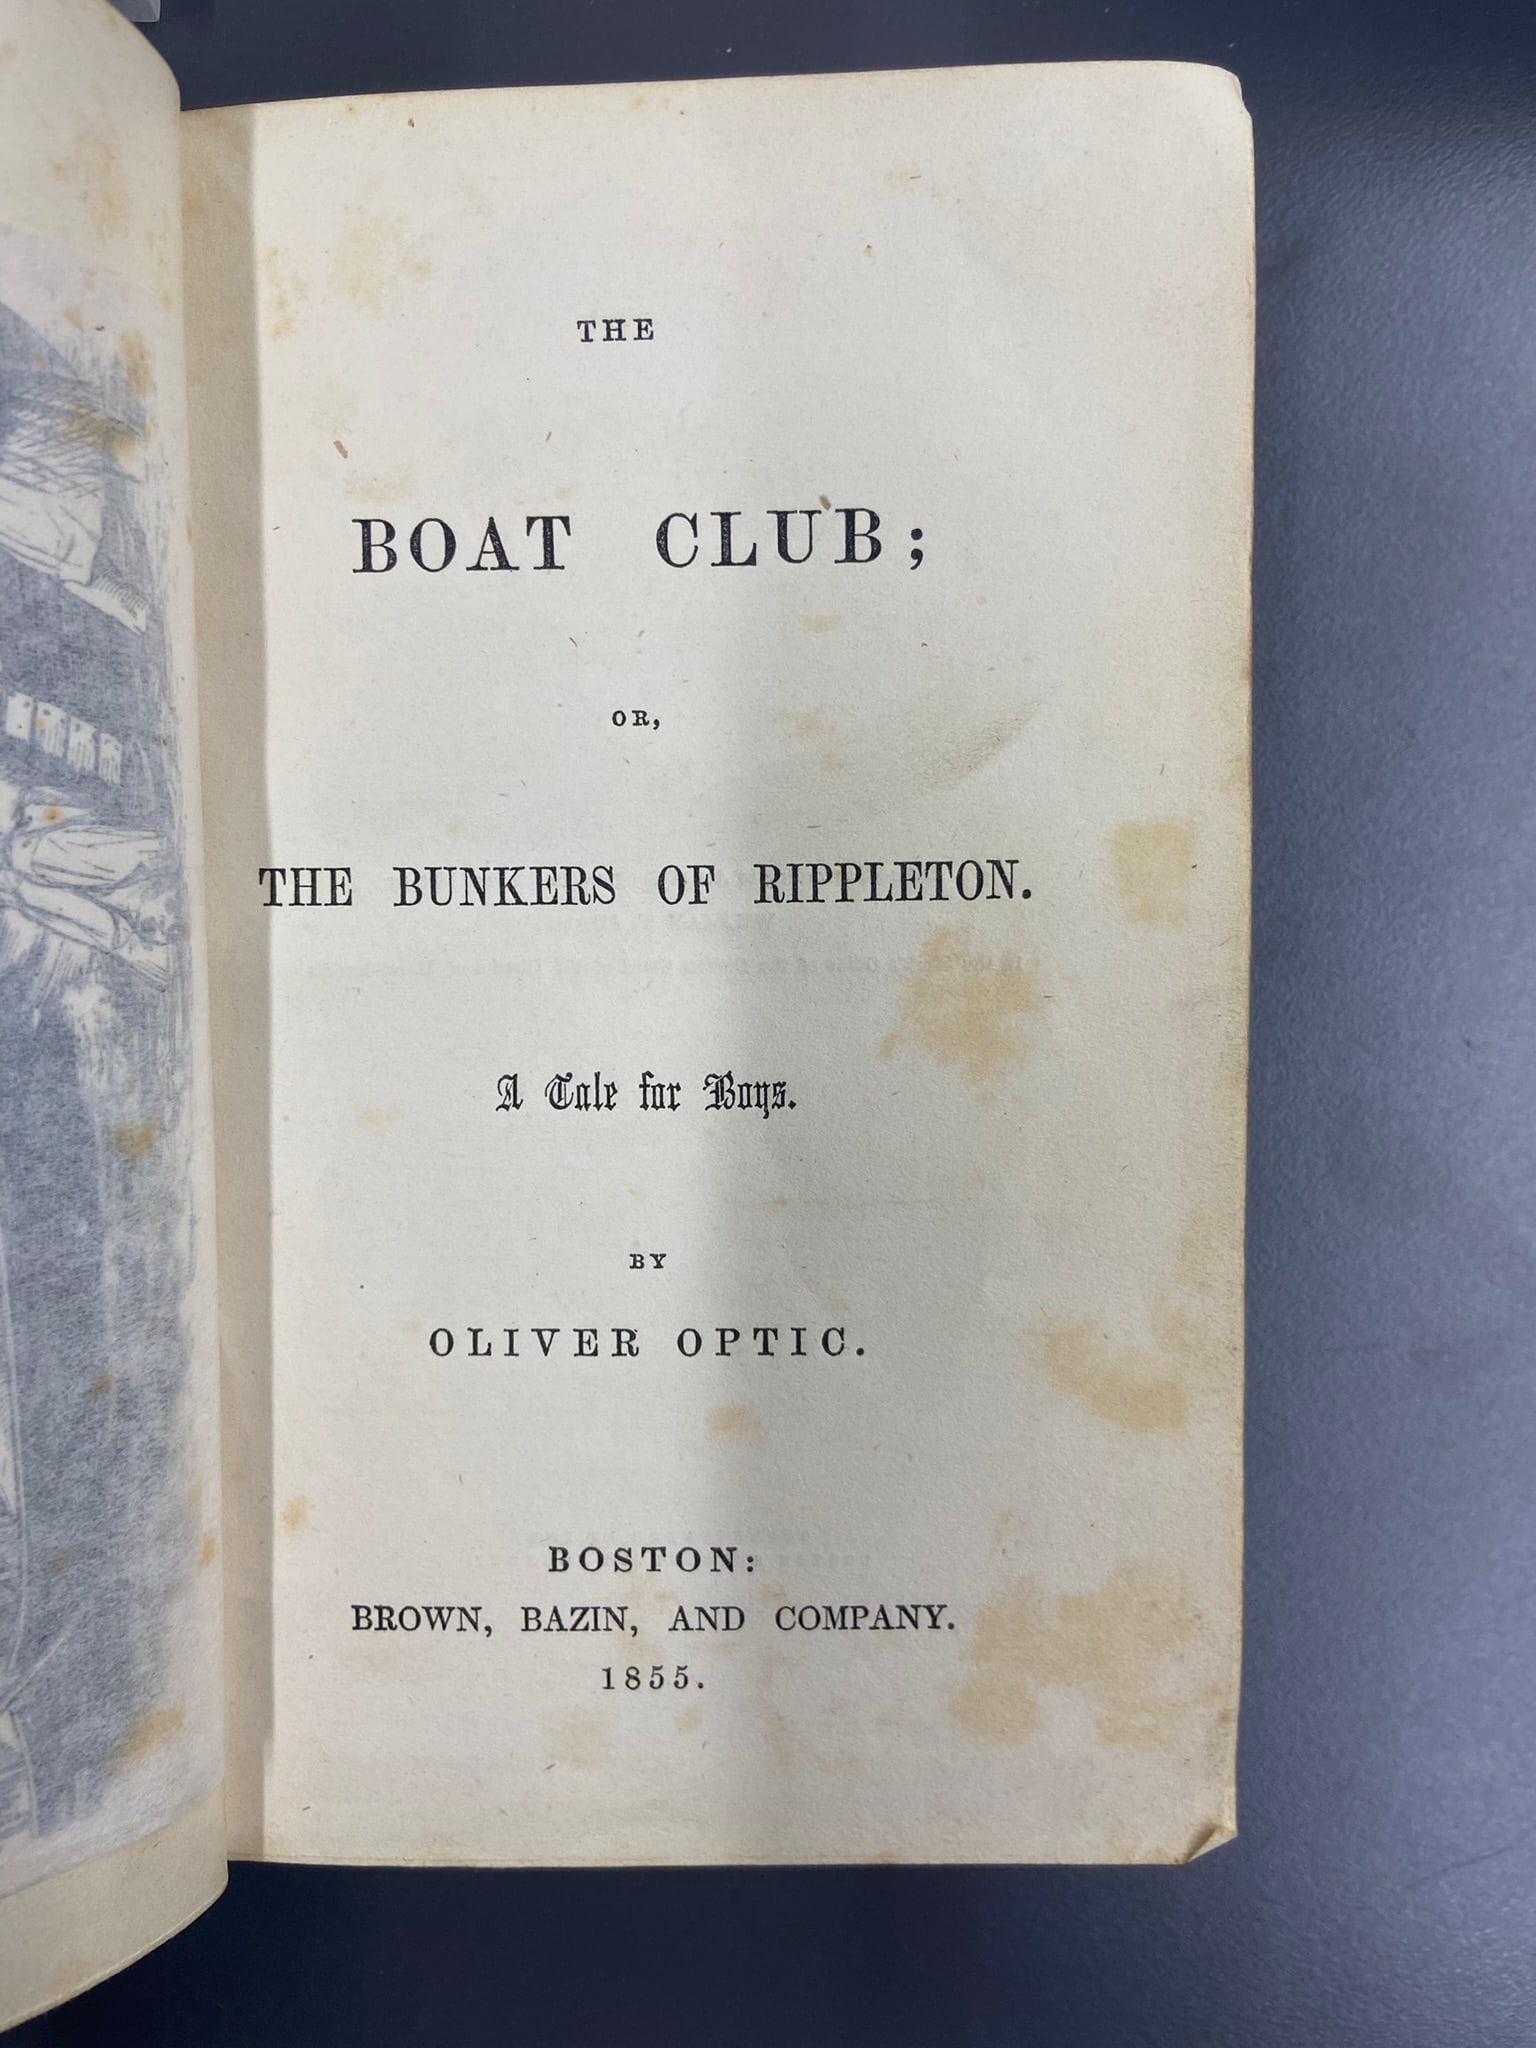 THE
BOAT CLUB;
OR,
THE BUNKERS OF RIPPLETON.
A Tale for Boys.
BY
OLIVER OPTIC.
BOSTON:
BROWN, BAZIN, AND COMPANY.
1855.